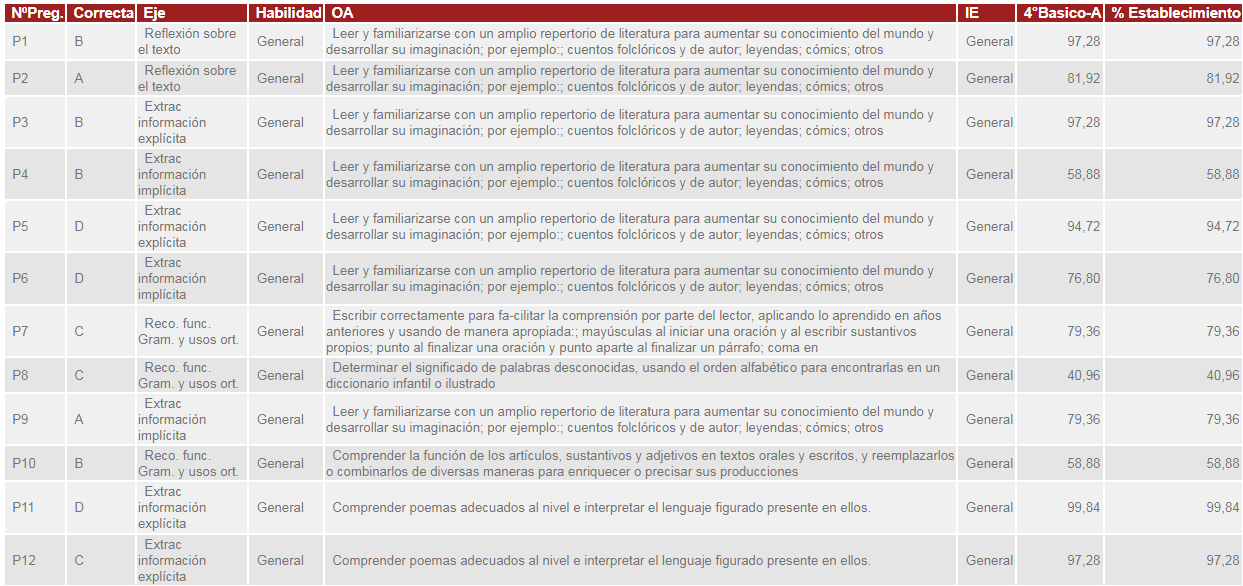 NºPreg. Correcta Eje Habilidad OA IE 4°Basico-A % Establecimiento
P1 B Reflexión sobre el texto General Leer y familiarizarse con un amplio repertorio de literatura para aumentar su conocimiento del mundo y desarrollar su imaginación; por ejemplo:; cuentos folclóricos y de autor; leyendas; cómics; otros General 97,28 97,28
P2 A Reflexión sobre el texto General Leer y familiarizarse con un amplio repertorio de literatura para aumentar su conocimiento del mundo y desarrollar su imaginación; por ejemplo:; cuentos folclóricos y de autor; leyendas; cómics; otros General 81,92 81,92
P3 B Extrac información explícita General Leer y familiarizarse con un amplio repertorio de literatura para aumentar su conocimiento del mundo y desarrollar su imaginación; por ejemplo:; cuentos folclóricos y de autor; leyendas; cómics; otros General 97,28 97,28
P4 B Extrac información implícita General Leer y familiarizarse con un amplio repertorio de literatura para aumentar su conocimiento del mundo y desarrollar su imaginación; por ejemplo:; cuentos folclóricos y de autor; leyendas; cómics; otros General 58,88 58,88
P5 D Extrac información explícita General Leer y familiarizarse con un amplio repertorio de literatura para aumentar su conocimiento del mundo y desarrollar su imaginación; por ejemplo:; cuentos folclóricos y de autor; leyendas; cómics; otros General 94,72 94,72
P6 D Extrac información implícita General Leer y familiarizarse con un amplio repertorio de literatura para aumentar su conocimiento del mundo y desarrollar su imaginación; por ejemplo:; cuentos folclóricos y de autor; leyendas; cómics; otros General 76,80 76,80
P7 C Reco. func. Gram. y usos ort. General Escribir correctamente para fa-cilitar la comprensión por parte del lector, aplicando lo aprendido en años anteriores y usando de manera apropiada:; mayúsculas al iniciar una oración y al escribir sustantivos propios; punto al finalizar una oración y punto aparte al finalizar un párrafo; coma en General 79,36 79,36
P8 C Reco. func. Gram. y usos ort. General Determinar el significado de palabras desconocidas, usando el orden alfabético para encontrarlas en un diccionario infantil o ilustrado General 40,96 40,96
P9 A Extrac información implícita General Leer y familiarizarse con un amplio repertorio de literatura para aumentar su conocimiento del mundo y desarrollar su imaginación; por ejemplo:; cuentos folclóricos y de autor; leyendas; cómics; otros General 79,36 79,36
P10 B Reco. func. Gram. y usos ort. General Comprender la función de los artículos, sustantivos y adjetivos en textos orales y escritos, y reemplazarlos o combinarlos de diversas maneras para enriquecer o precisar sus producciones General 58,88 58,88
P11 D Extrac información explícita General Comprender poemas adecuados al nivel e interpretar el lenguaje figurado presente en ellos. General 99,84 99,84
P12 C Extrac información explícita General Comprender poemas adecuados al nivel e interpretar el lenguaje figurado presente en ellos. General 97,28 97,28